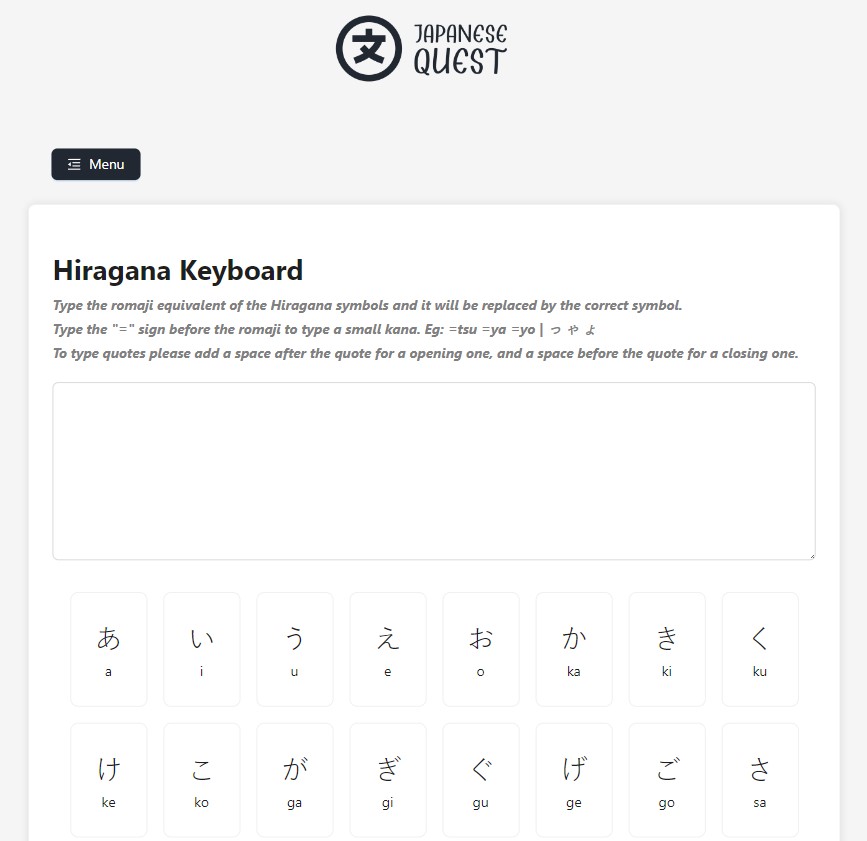 文 JAPANESE
QUEST
Menu
Hiragana Keyboard
Type the romaji equivalent of the Hiragana symbols and it will be replaced by the correct symbol.
Type the "=" sign before the romaji to type a small kana. Eg: =tsu =ya =yo | っ ゃ ょ
To type quotes please add a space after the quote for a opening one, and a space before the quote for a closing one.
あ い う え お か き く
a i u e o ka ki ku
け こ が ぎ ぐ げ ご さ
ke ko ga gi gu ge go sa